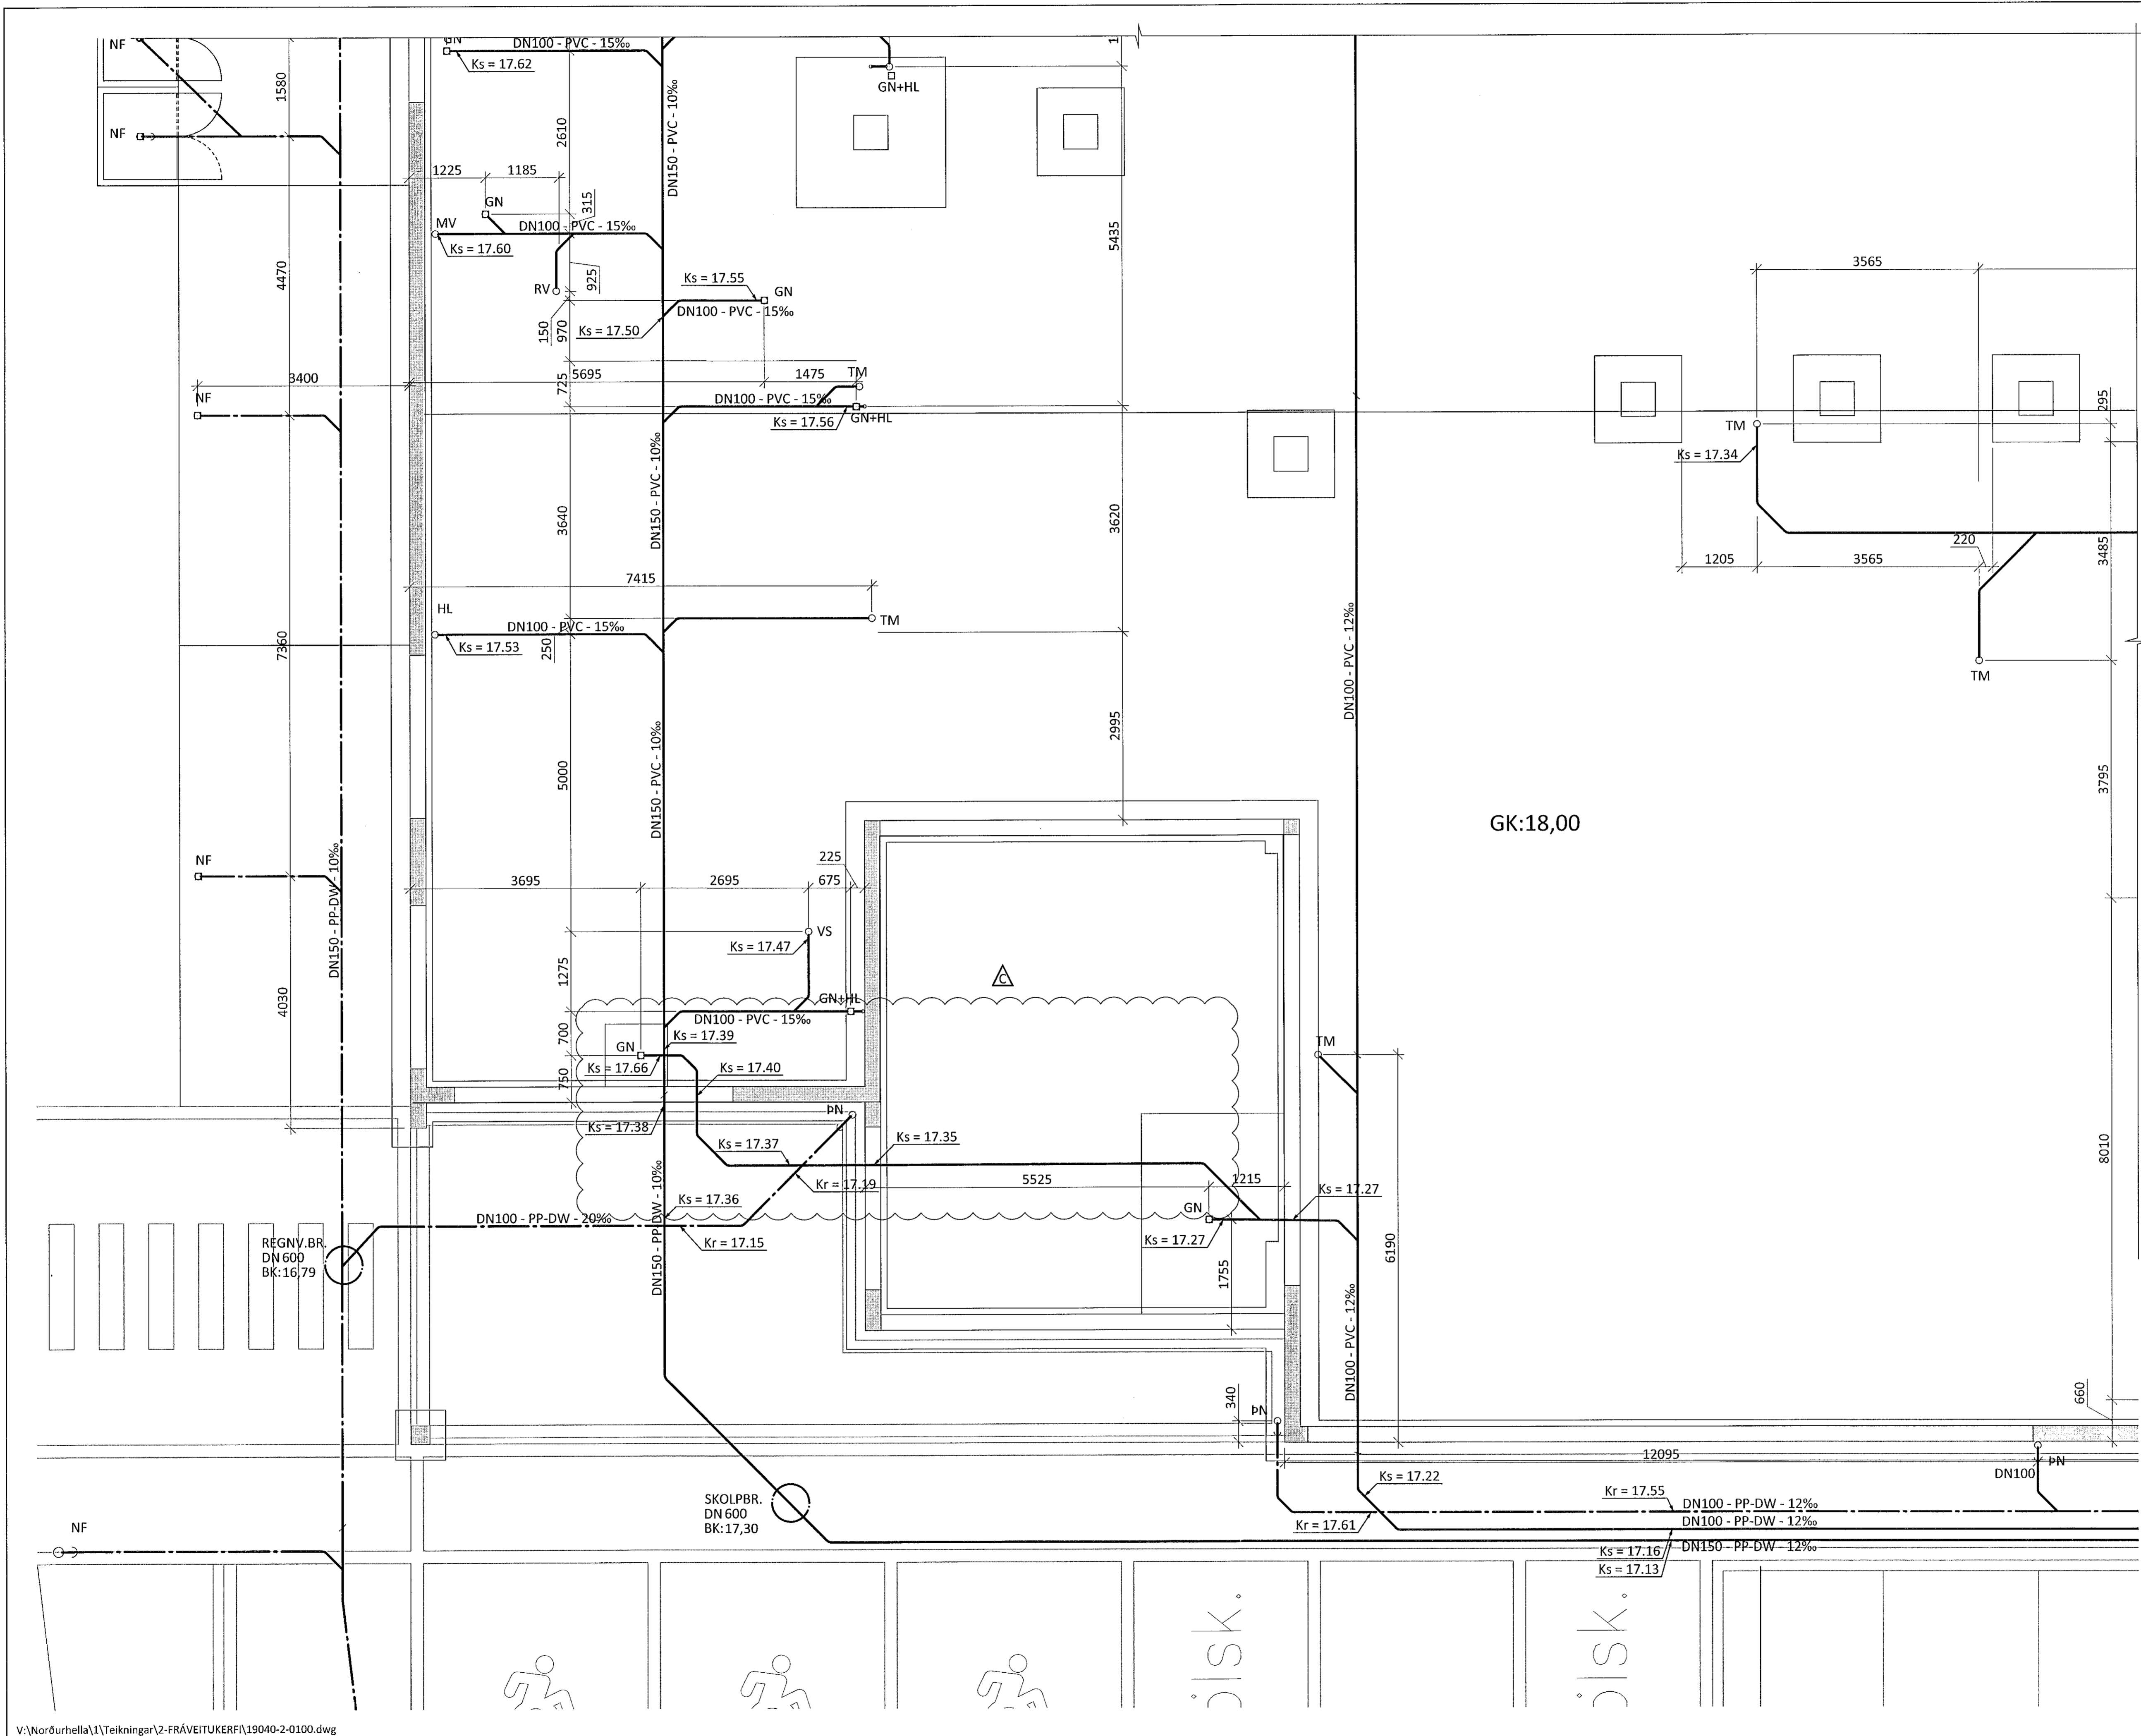 NF
GN
DN100 - PVC - 15‰
Ks = 17.62
GN+HL
1
1580
NF
2610
DN150 - PVC - 10‰
1225
1185
GN
315
MV
DN100 - PVC - 15‰
Ks = 17.60
5435
4470
RV
925
Ks = 17.55
GN
DN100 - PVC - 15‰
Ks = 17.50
150
970
3565
3400
NF
5695
1475
TM
725
DN100 - PVC - 15‰
Ks = 17.56
GN+HL
295
TM
Ks = 17.34
DN150 - PVC - 10‰
3640
3620
1205
3565
220
3485
7415
HL
DN100 - PVC - 15‰
TM
Ks = 17.53
250
7360
DN100 - PVC - 12‰
TM
2995
5000
DN150 - PVC - 10‰
3795
GK:18,00
NF
DN150 - PP-DW - 10‰
3695
2695
675
225
VS
Ks = 17.47
1275
4030
C
GN+HL
DN100 - PVC - 15‰
700
Ks = 17.39
GN
Ks = 17.66
Ks = 17.40
750
TM
ÞN
Ks = 17.38
Ks = 17.37
Ks = 17.35
8010
5525
1215
Kr = 17.19
Ks = 17.27
Ks = 17.36
DN100 - PP-DW - 20‰
DN150 - PP-DW - 10‰
GN
Ks = 17.27
Kr = 17.15
REGNV.BR.
DN 600
BK:16,79
1755
6190
DN100 - PVC - 12‰
340
ÞN
660
12095
ÞN
DN100
Ks = 17.22
Kr = 17.55
DN100 - PP-DW - 12‰
SKOLPBR.
DN 600
BK:17,30
Kr = 17.61
DN100 - PP-DW - 12‰
NF
Ks = 17.16
DN150 - PP-DW - 12‰
Ks = 17.13
ÖISK.
ÖISK.
V:\Norðurhella\1\Teikningar\2-FRÁVEITUKERFI\19040-2-0100.dwg